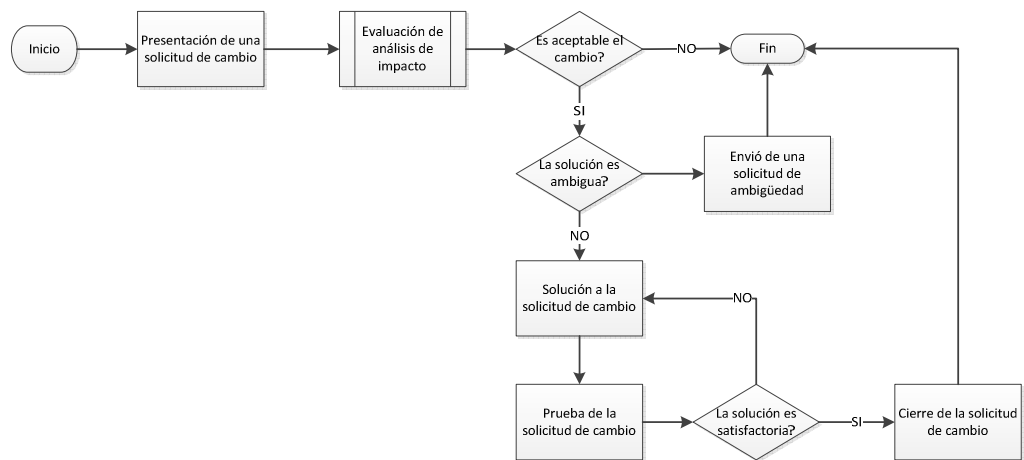 Inicio
Presentación de una
solicitud de cambio
Evaluación de
análisis de
impacto
Es aceptable el
cambio?
NO
Fin
SI
La solución es
ambigua?
Envió de una
solicitud de
ambigüedad
NO
Solución a la
solicitud de cambio
NO
Prueba de la
solicitud de cambio
La solución es
satisfactoria?
SI
Cierre de la solicitud
de cambio